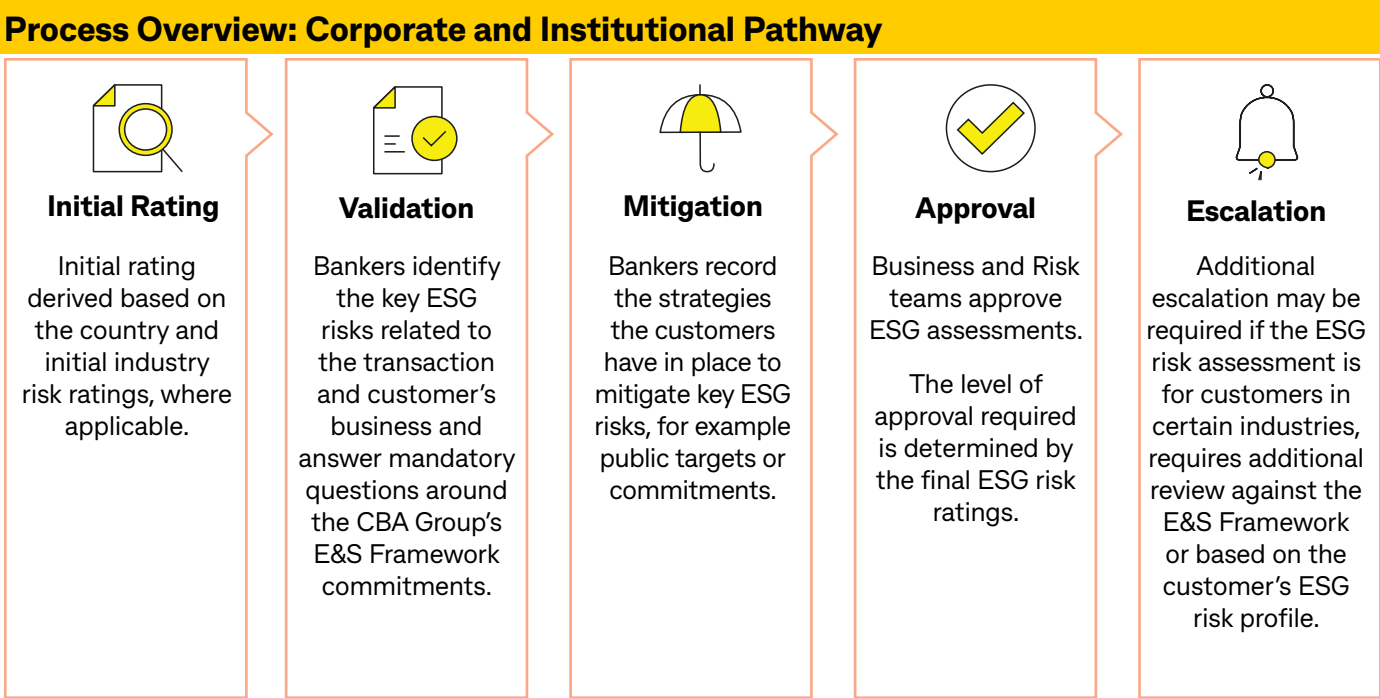 Process Overview: Corporate and Institutional Pathway
Initial Rating
Initial rating
derived based on
the country and
initial industry
risk ratings, where
applicable.
Validation
Bankers identify
the key ESG
risks related to
the transaction
and customer’s
business and
answer mandatory
questions around
the CBA Group’s
E&S Framework
commitments.
Mitigation
Bankers record
the strategies
the customers
have in place to
mitigate key ESG
risks, for example
public targets or
commitments.
Approval
Business and Risk
teams approve
ESG assessments.
The level of
approval required
is determined by
the final ESG risk
ratings.
Escalation
Additional
escalation may be
required if the ESG
risk assessment is
for customers in
certain industries,
requires additional
review against the
E&S Framework
or based on the
customer’s ESG
risk profile.